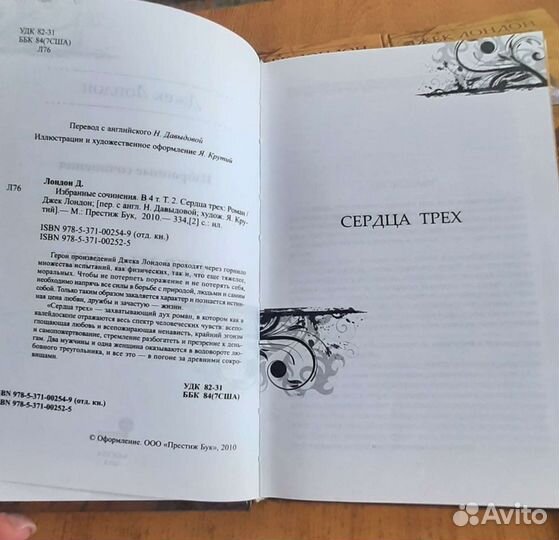 УДК 82-31
ББК 84(7США)
Л76
Перевод с английского Н. Давыдовой
Иллюстрации и художественное оформление Я. Крутий
Лондон Д.
Л76 Избранные сочинения. В 4 т. Т. 2. Сердца трех: Роман /
Джек Лондон; [пер. с англ. Н. Давыдовой; худож. Я. Кру-
тий].— М.: Престиж Бук, 2010.— 334,[2] с.: ил.
ISBN 978-5-371-00254-9 (отд. кн.)
ISBN 978-5-371-00252-5
Герои произведений Джека Лондона проходят через горнило
множества испытаний, как физических, так и, что еще тяжелее,
моральных. Чтобы не потерпеть поражение и не потерять себя,
необходимо напрячь все силы в борьбе с природой, людьми и самим
собой. Только таким образом закаляется характер и познается истин-
ная цена любви, дружбы и зачастую — жизни.
«Сердца трех» — захватывающий дух роман, в котором как в
калейдоскопе отражаются весь спектр человеческих чувств: всепо-
глощающая любовь и всепожирающая ненависть, крайний эгоизм
и самопожертвование, стремление разбогатеть и презрение к день-
гам. Два мужчины и одна женщина оказываются в водовороте лю-
бовного треугольника, и все это — в погоне за древними сокро-
вищами.
УДК 82-31
ББК 84(7США)
ISBN 978-5-371-00254-9 (отд. кн.)
ISBN 978-5-371-00252-5
© Оформление. ООО «Престиж Бук», 2010
ДЖЕК ЛОНДОН
СЕРДЦА ТРЕХ
Avito